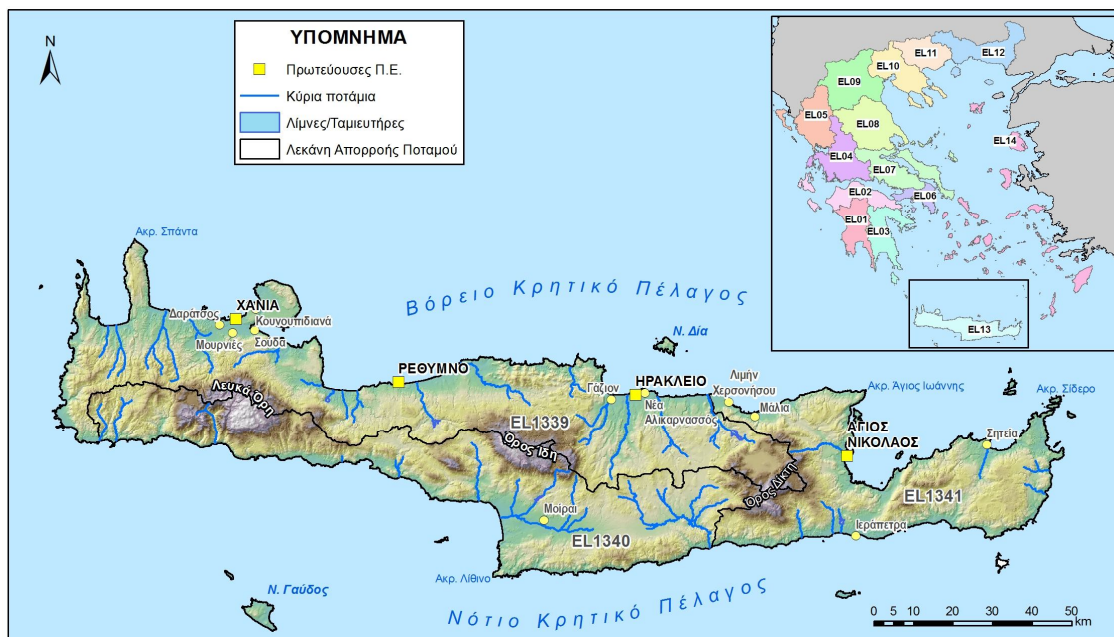 N
ΥΠΟΜΝΗΜΑ
Πρωτεύουσες Π.Ε.
Κύρια ποτάμια
Λίμνες/Ταμιευτήρες
Λεκάνη Απορροής Ποταμού
EL12
EL11
EL10
EL09
EL05
EL08
EL14
EL04
EL07
EL02
EL06
EL01
EL03
EL13
Ακρ. Σπάντα
Βόρειο Κρητικό Πέλαγος
ΧΑΝΙΑ
Δαράτσος
Κουνουπιδιανά
Μουρνιές
Σούδα
Ν. Δία
ΡΕΘΥΜΝΟ
Λευκά Όρη
Γάζιον
ΗΡΑΚΛΕΙΟ
Λιμήν
Χερσονήσου
Νέα
Αλικαρνασσός
Μάλια
Ακρ. Άγιος Ιωάννης
Ακρ. Σίδερο
EL1339
ΑΓΙΟΣ
ΝΙΚΟΛΑΟΣ
Σητεία
Όρος Ίδη
Όρος Δίκτη
EL1341
Μοίραι
EL1340
Ιεράπετρα
Ακρ. Λίθινο
Ν. Γαύδος
Νότιο Κρητικό Πέλαγος
0 5 10 20 30 40 50
km